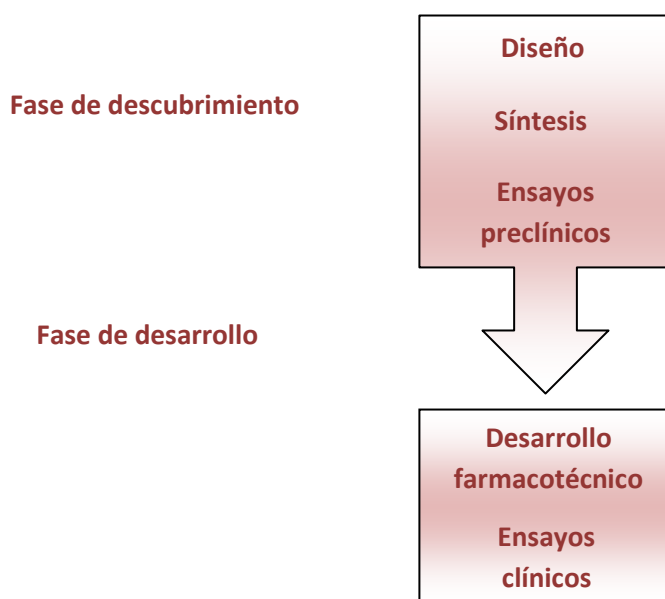 Diseño
Fase de descubrimiento
Síntesis
Ensayos
preclínicos
Fase de desarrollo
Desarrollo
farmacotécnico
Ensayos
clínicos